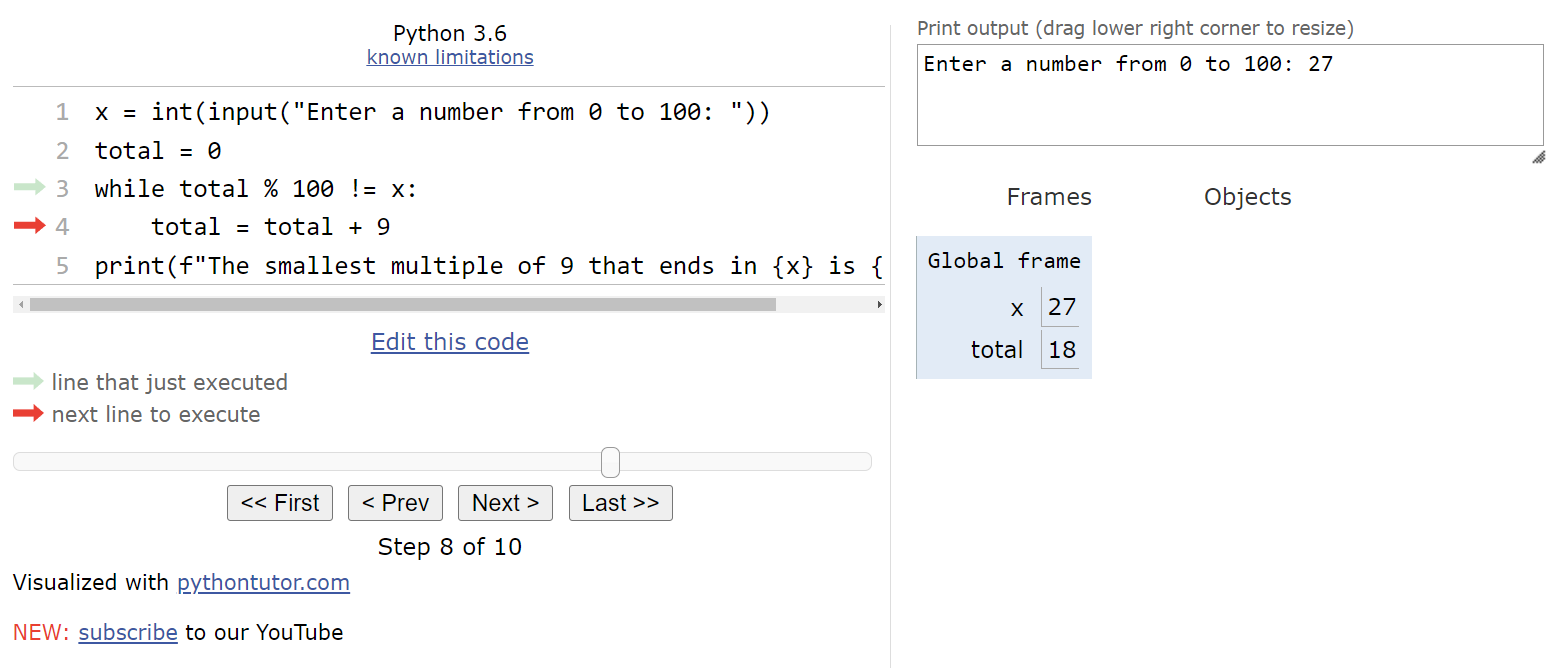 Python 3.6
known limitations
1 x = int(input("Enter a number from 0 to 100: "))
2 total = 0
3 while total % 100 != x:
4     total = total + 9
5 print(f"The smallest multiple of 9 that ends in {x} is {
Edit this code
line that just executed
next line to execute
<< First
< Prev
Next >
Last >>
Step 8 of 10
Visualized with pythontutor.com
NEW: subscribe to our YouTube
Print output (drag lower right corner to resize)
Enter a number from 0 to 100: 27
Frames
Objects
Global frame
x 27
total 18